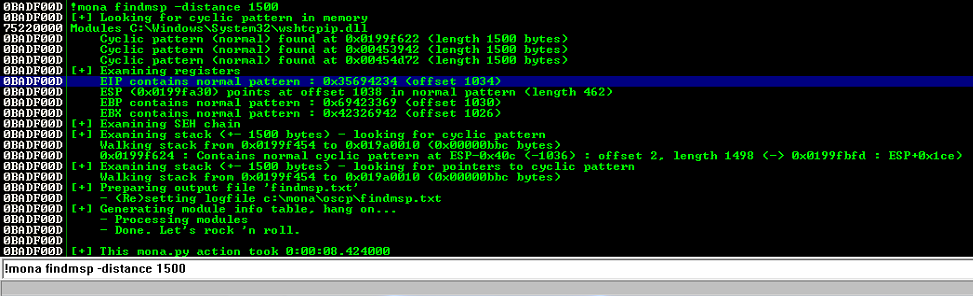 0BADF00D !mona findmsp -distance 1500
0BADF00D [+] Looking for cyclic pattern in memory
75220000 Modules C:\Windows\System32\wshtcpip.dll
0BADF00D Cyclic pattern (normal) found at 0x0199f622 (length 1500 bytes)
0BADF00D Cyclic pattern (normal) found at 0x00453942 (length 1500 bytes)
0BADF00D Cyclic pattern (normal) found at 0x00454d72 (length 1500 bytes)
0BADF00D [+] Examining registers
0BADF00D EIP contains normal pattern : 0x35694234 (offset 1034)
0BADF00D ESP (0x0199fa30) points at offset 1038 in normal pattern (length 462)
0BADF00D EBP contains normal pattern : 0x69423369 (offset 1030)
0BADF00D EBX contains normal pattern : 0x42326942 (offset 1026)
0BADF00D [+] Examining SEH chain
0BADF00D [+] Examining stack (+- 1500 bytes) - looking for cyclic pattern
0BADF00D Walking stack from 0x0199f454 to 0x019a0010 (0x00000bbc bytes)
0BADF00D 0x0199f624 : Contains normal cyclic pattern at ESP-0x40c (-1036) : offset 2, length 1498 (-> 0x0199fbfd : ESP+0x1ce)
0BADF00D [+] Examining stack (+- 1500 bytes) - looking for pointers to cyclic pattern
0BADF00D Walking stack from 0x0199f454 to 0x019a0010 (0x00000bbc bytes)
0BADF00D [+] Preparing output file 'findmsp.txt'
0BADF00D - (Re)setting logfile c:\mona\oscp\findmsp.txt
0BADF00D [+] Generating module info table, hang on...
0BADF00D - Processing modules
0BADF00D - Done. Let's rock 'n roll.
0BADF00D
0BADF00D [+] This mona.py action took 0:00:08.424000
!mona findmsp -distance 1500